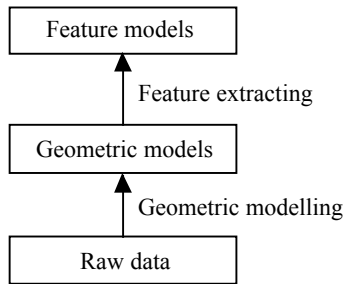 Feature models
Feature extracting
Geometric models
Geometric modelling
Raw data